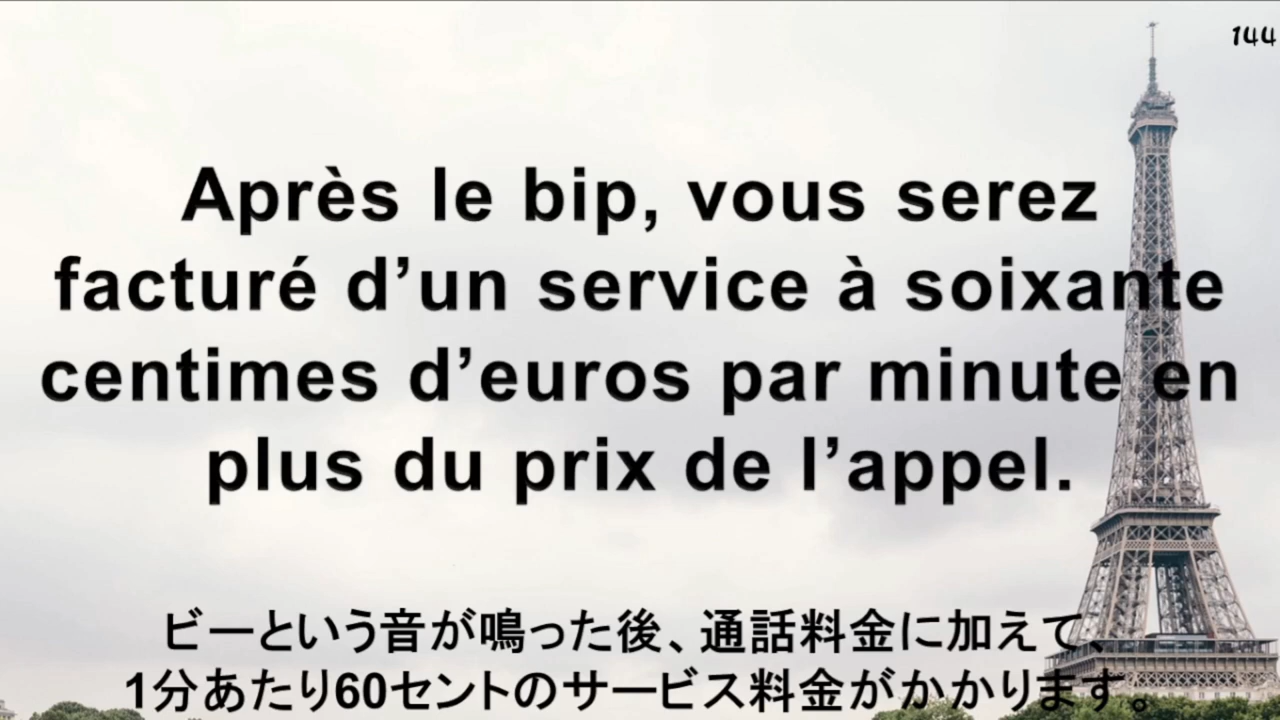 144
Après le bip, vous serez
facturé d’un service à soixante
centimes d’euros par minute en
plus du prix de l’appel.
ビーという音が鳴った後、通話料金に加えて、
1分あたり60セントのサービス料金がかかります。